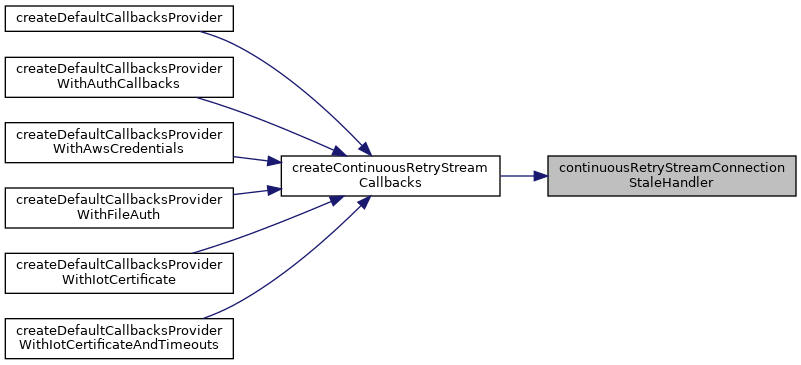 createDefaultCallbacksProvider
createDefaultCallbacksProvider
WithAuthCallbacks
createDefaultCallbacksProvider
WithAwsCredentials
createDefaultCallbacksProvider
WithFileAuth
createDefaultCallbacksProvider
WithIotCertificate
createDefaultCallbacksProvider
WithIotCertificateAndTimeouts
createContinuousRetryStream
Callbacks
continuousRetryStreamConnection
StaleHandler